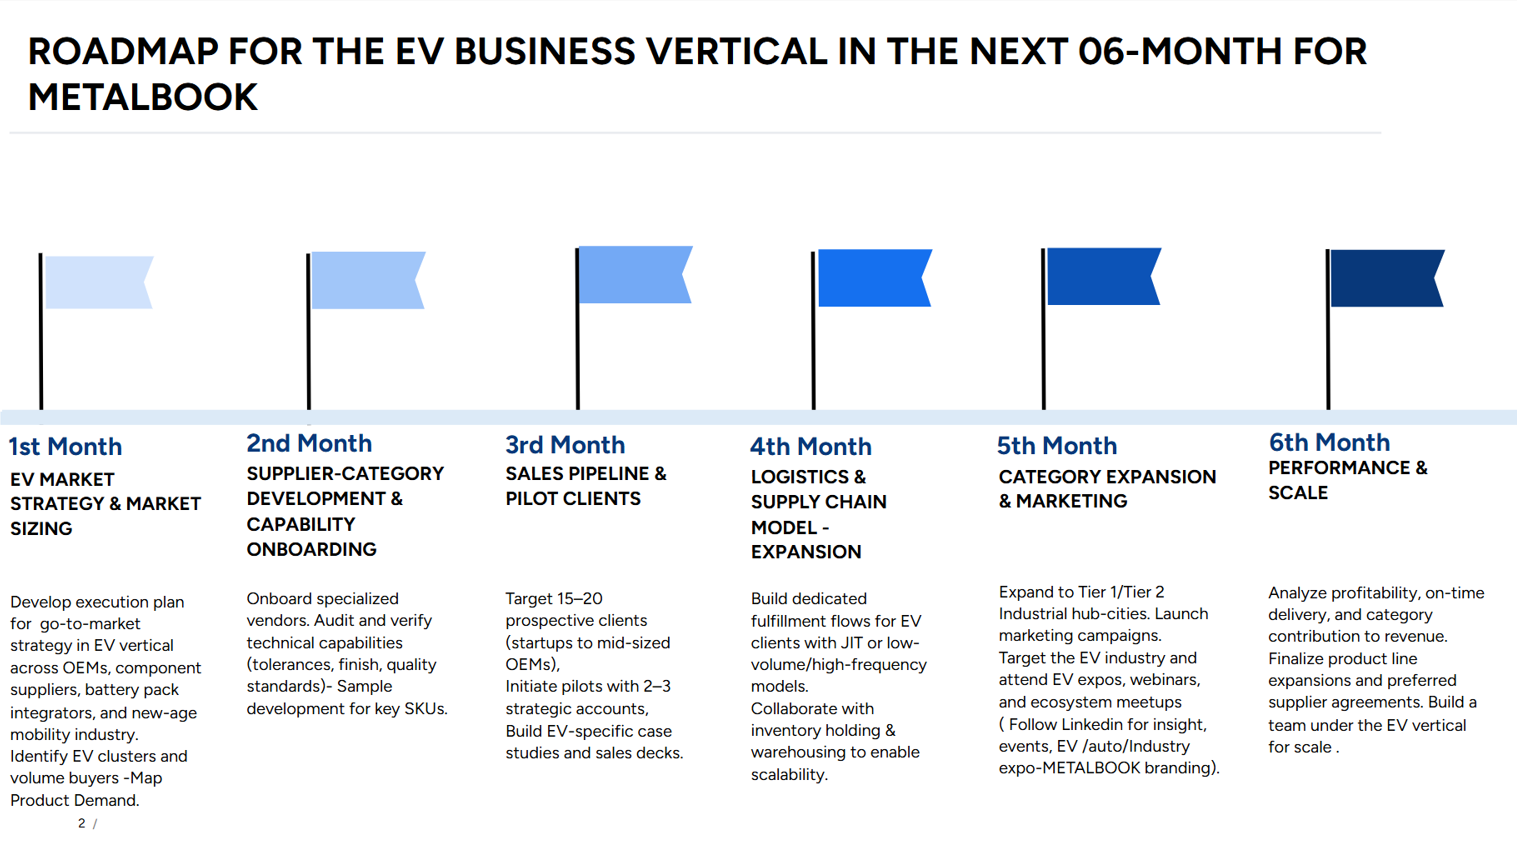 ROADMAP FOR THE EV BUSINESS VERTICAL IN THE NEXT 06-MONTH FOR
METALBOOK
1st Month
EV MARKET
STRATEGY & MARKET
SIZING
Develop execution plan
for  go-to-market
strategy in EV vertical
across OEMs, component
suppliers, battery pack
integrators, and new-age
mobility industry.
Identify EV clusters and
volume buyers -Map
Product Demand.
2nd Month
SUPPLIER-CATEGORY
DEVELOPMENT &
CAPABILITY
ONBOARDING
Onboard specialized
vendors. Audit and verify
technical capabilities
(tolerances, finish, quality
standards)- Sample
development for key SKUs.
3rd Month
SALES PIPELINE &
PILOT CLIENTS
Target 15–20
prospective clients
(startups to mid-sized
OEMs),
Initiate pilots with 2–3
strategic accounts,
Build EV-specific case
studies and sales decks.
4th Month
LOGISTICS &
SUPPLY CHAIN
MODEL -
EXPANSION
Build dedicated
fulfillment flows for EV
clients with JIT or low-
volume/high-frequency
models.
Collaborate with
inventory holding &
warehousing to enable
scalability.
5th Month
CATEGORY EXPANSION
& MARKETING
Expand to Tier 1/Tier 2
Industrial hub-cities. Launch
marketing campaigns.
Target the EV industry and
attend EV expos, webinars,
and ecosystem meetups
( Follow Linkedin for insight,
events, EV /auto/Industry
expo-METALBOOK branding).
6th Month
PERFORMANCE &
SCALE
Analyze profitability, on-time
delivery, and category
contribution to revenue.
Finalize product line
expansions and preferred
supplier agreements. Build a
team under the EV vertical
for scale .
2 /